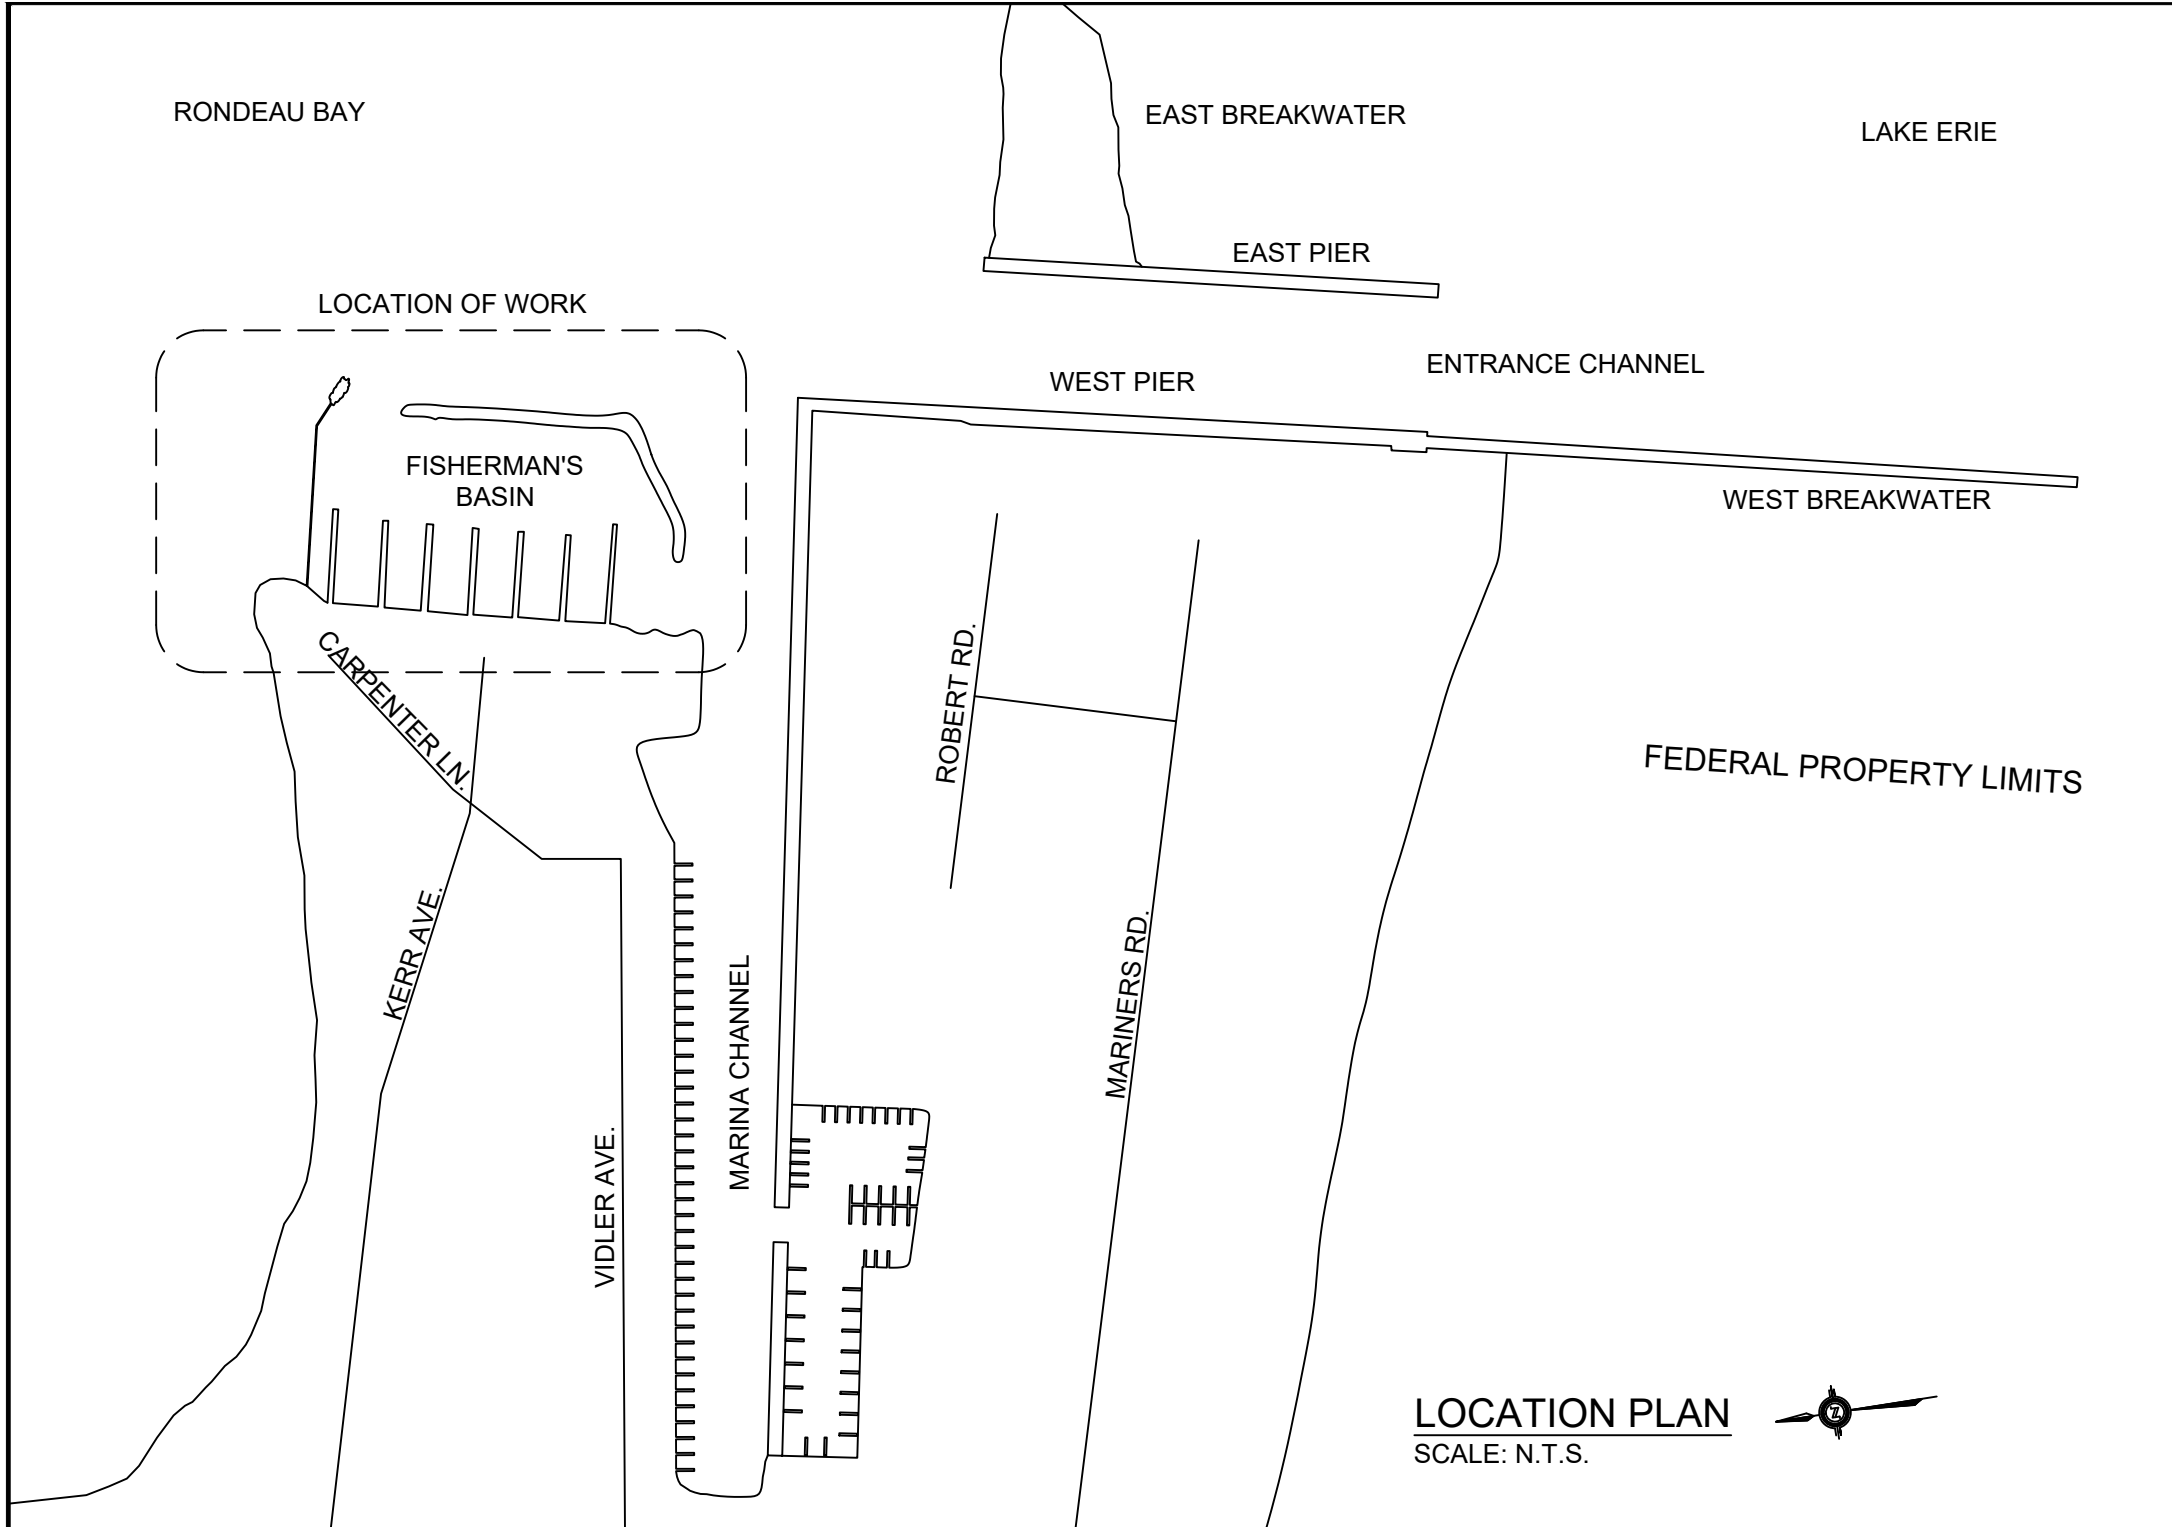 RONDEAU BAY
EAST BREAKWATER
LAKE ERIE
EAST PIER
LOCATION OF WORK
ENTRANCE CHANNEL
WEST PIER
FISHERMAN'S
BASIN
WEST BREAKWATER
CARPENTER LN.
ROBERT RD.
FEDERAL PROPERTY LIMITS
KERR AVE.
MARINA CHANNEL
MARINERS RD.
VIDLER AVE.
LOCATION PLAN
SCALE: N.T.S.
Z